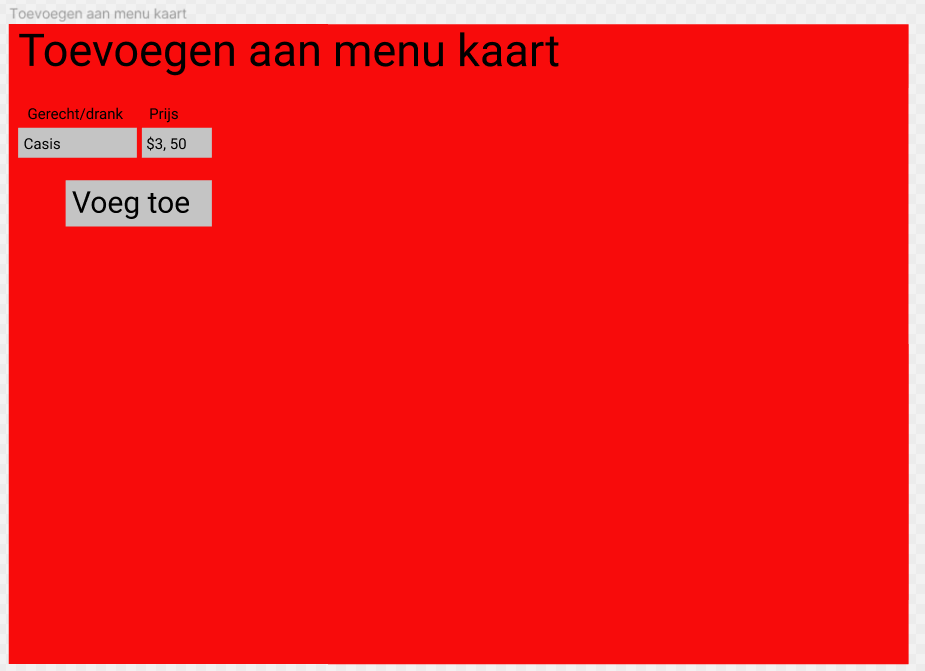 Toevoegen aan menu kaart
Toevoegen aan menu kaart
Gerecht/drank Prijs
Casis $3, 50
Voeg toe